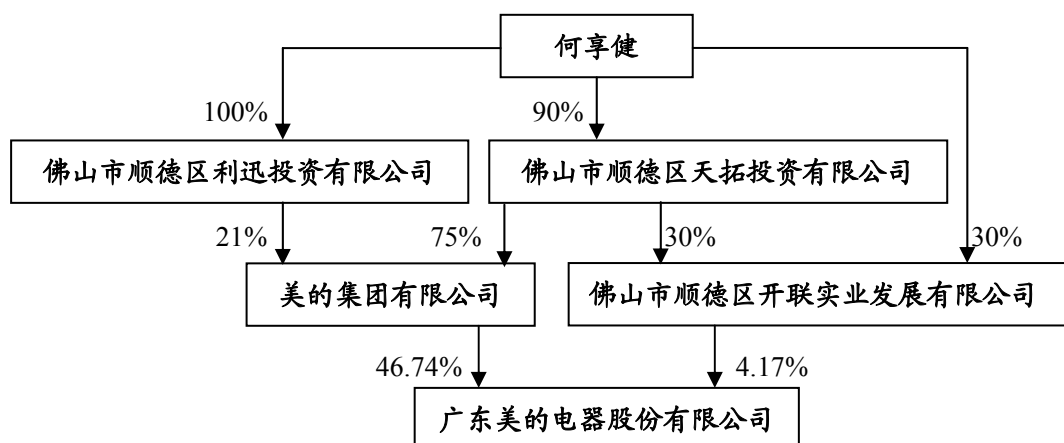 何享健
100%
90%
佛山市顺德区利迅投资有限公司
佛山市顺德区天拓投资有限公司
21%
75%
30%
30%
美的集团有限公司
佛山市顺德区开联实业发展有限公司
46.74%
4.17%
广东美的电器股份有限公司